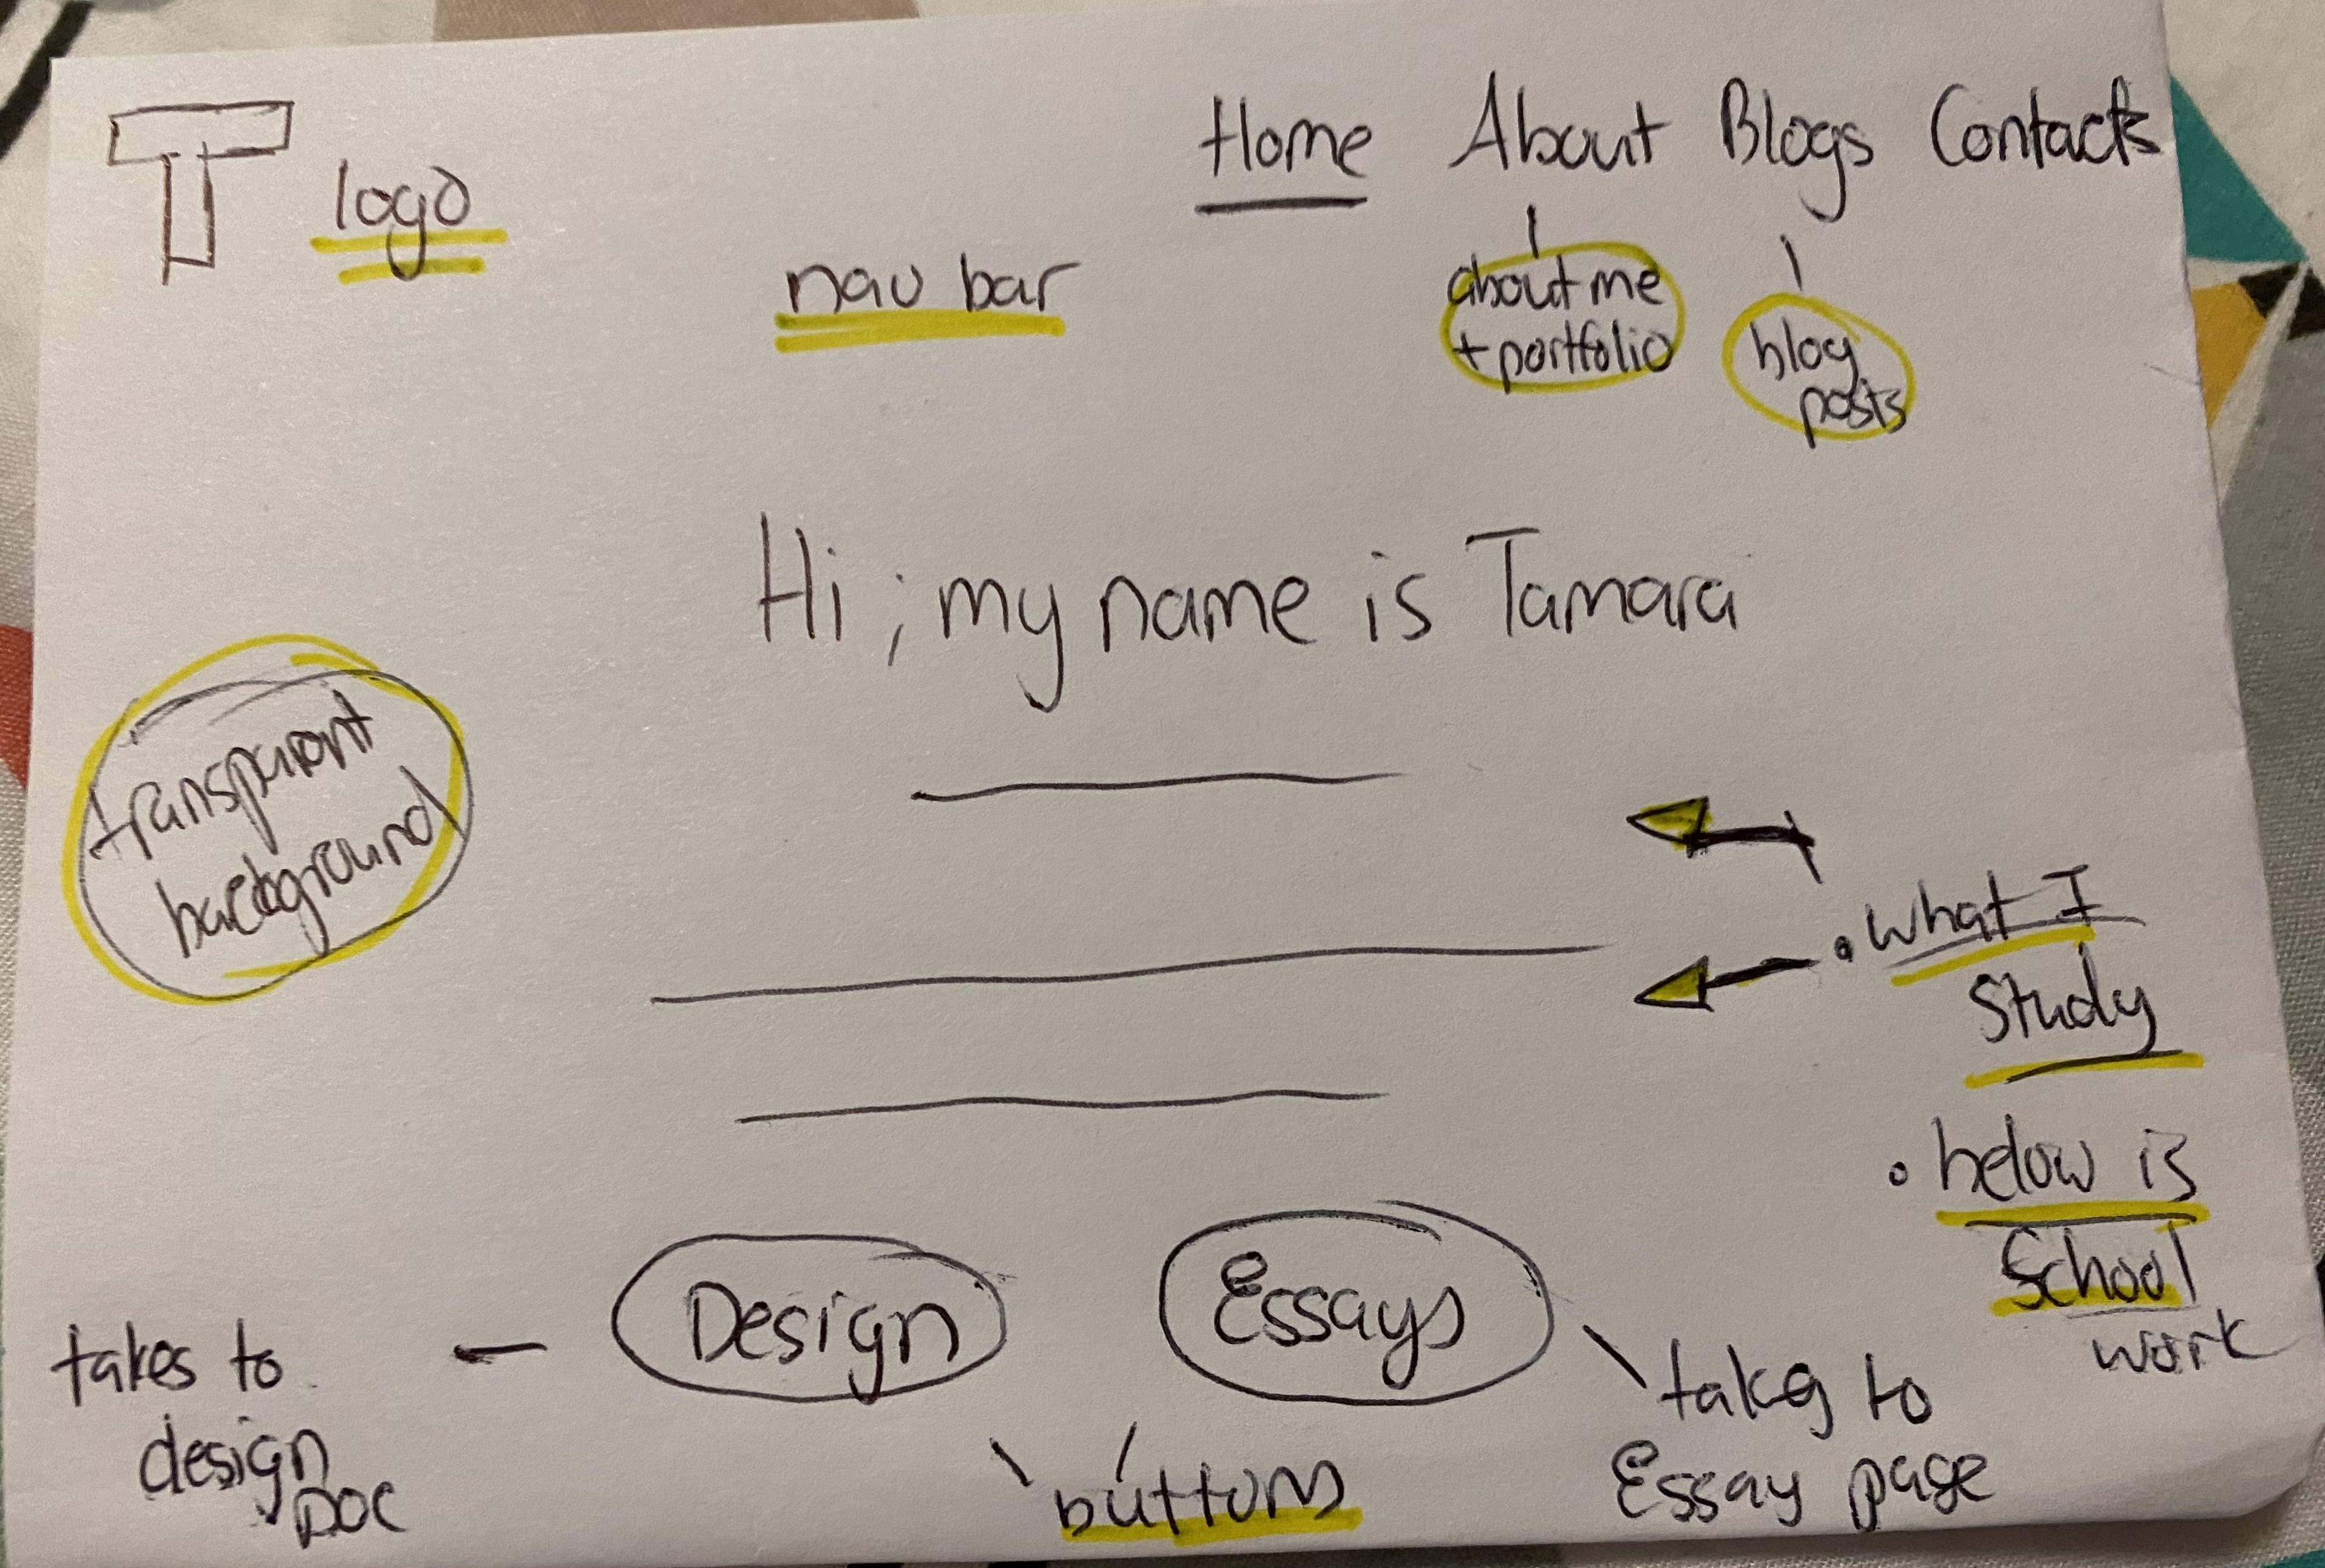 T logo
Home About Blogs Contacts
nav bar
about me
+ portfolio
blog
posts
Hi ; my name is Tamara
transparent
background
• What I
Study
• below is
School
work
Design
Essays
takes to
design
DOC
buttons
takes to
Essay page